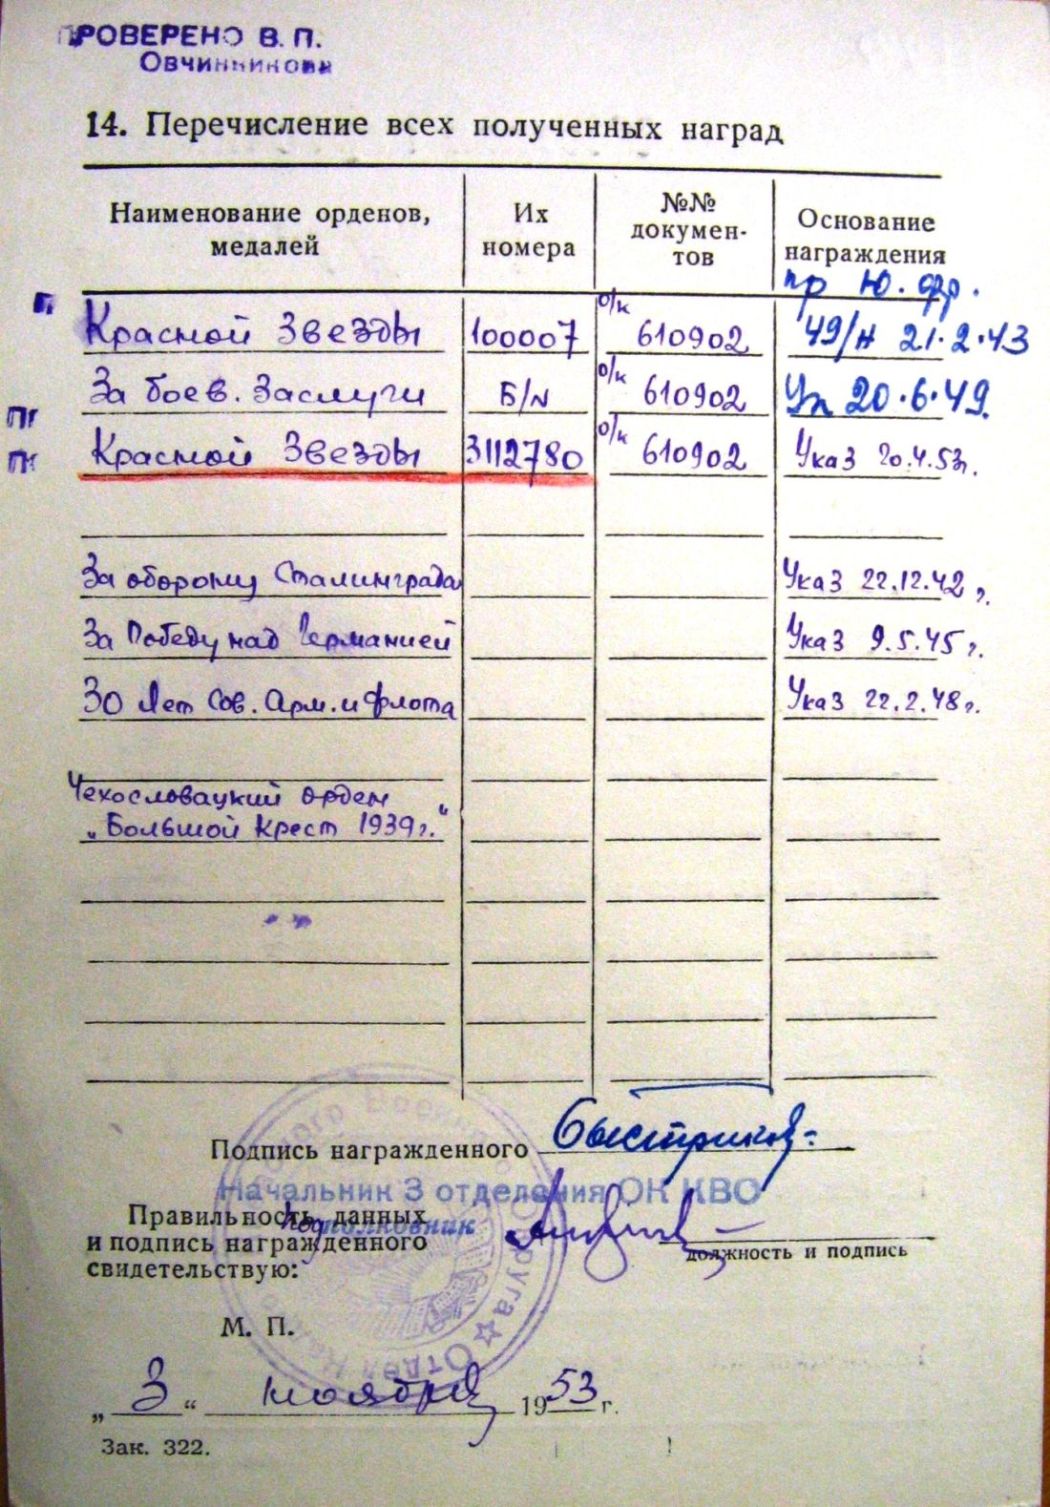 ПРОВЕРЕНО В. П.
Овчинникова
14. Перечисление всех полученных наград
Наименование орденов, медалей
Их номера
№№ докумен-
тов
Основание награждения
пр Ю. фр.
П Красной Звезды 100007 о/к 610902 49/н 21.2.43
ПГ За боев. Заслуги Б/N о/к 610902 Ук 20.6.49.
ПК Красной Звезды 3112780 о/к 610902 Указ 20.4.53г.
За оборону Сталинграда Указ 22.12.42 г.
За Победу над Германией Указ 9.5.45 г.
30 Лет Сов. Арм. и Флота Указ 22.2.48 г.
Чехословацкий орден
„Большой Крест 1939 г.“
Подпись награжденного Быстриков
Начальник 3 отделения ОК КВО
Правильность данных
подполковник
и подпись награжденного
свидетельствую:
должность и подпись
М. П.
„3“ ноября 1953 г.
Зак. 322.